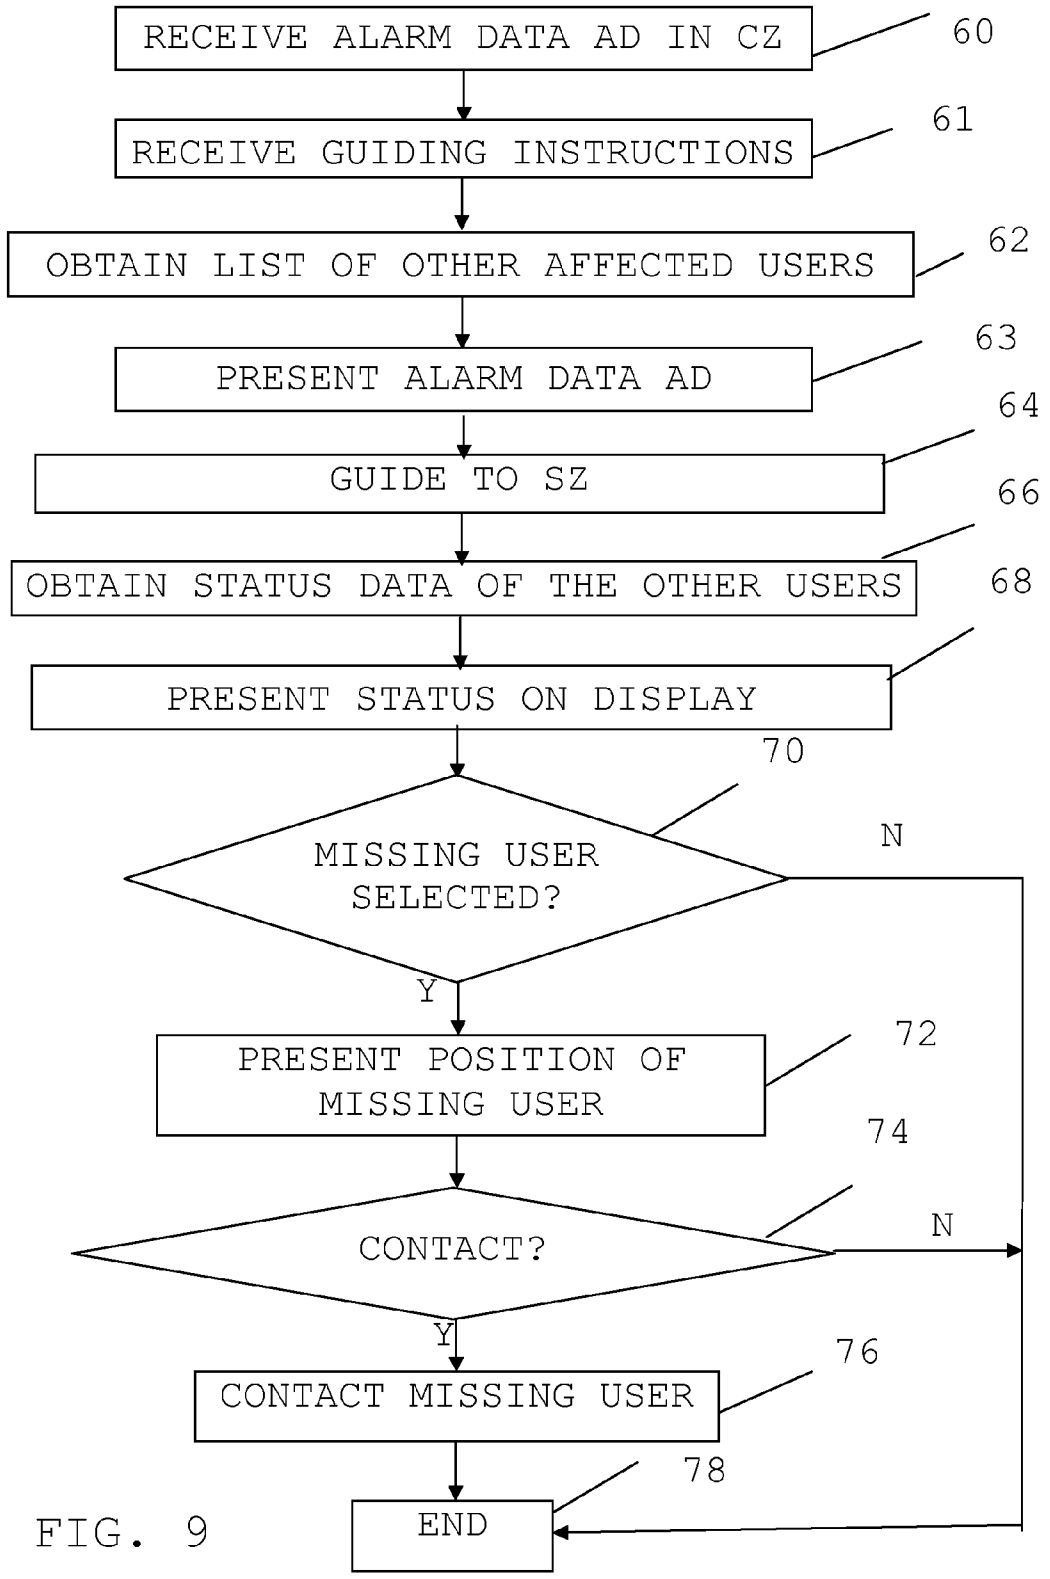 RECEIVE ALARM DATA AD IN CZ
60
RECEIVE GUIDING INSTRUCTIONS
61
OBTAIN LIST OF OTHER AFFECTED USERS
62
PRESENT ALARM DATA AD
63
GUIDE TO SZ
64
OBTAIN STATUS DATA OF THE OTHER USERS
66
PRESENT STATUS ON DISPLAY
68
MISSING USER
SELECTED?
70
N
Y
PRESENT POSITION OF
MISSING USER
72
CONTACT?
74
N
Y
CONTACT MISSING USER
76
END
78
FIG. 9